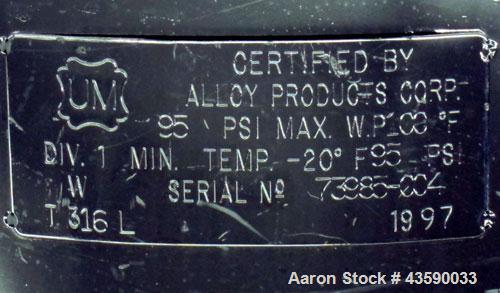 CERTIFIED BY
UM
ALLOY PRODUCTS CORP.
95 PSI MAX. W.P. 100 °F
DIV. 1 MIN. TEMP. -20° F 95 PSI
W SERIAL Nº 73985-004
T 316 L 1997
Aaron Stock # 43590033